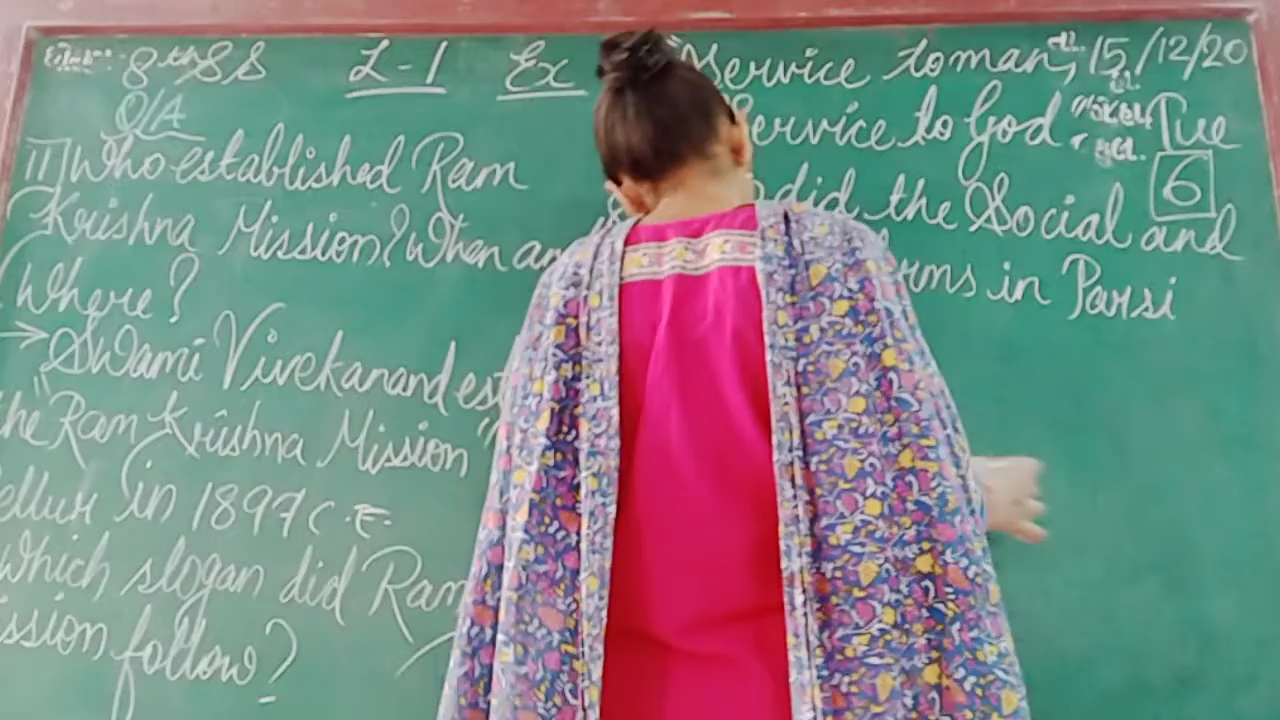 8th SS L-1 Ex "Service to man, 15/12/20
Q/A
Service to God" Tue
6
1) Who established Ram
Krishna Mission? When an
Where?
→ Swami Vivekanand est
the "Ram Krishna Mission"
ellur in 1897 C.E.
Which slogan did Ram
ission follow?
did the Social and
rms in Parsi